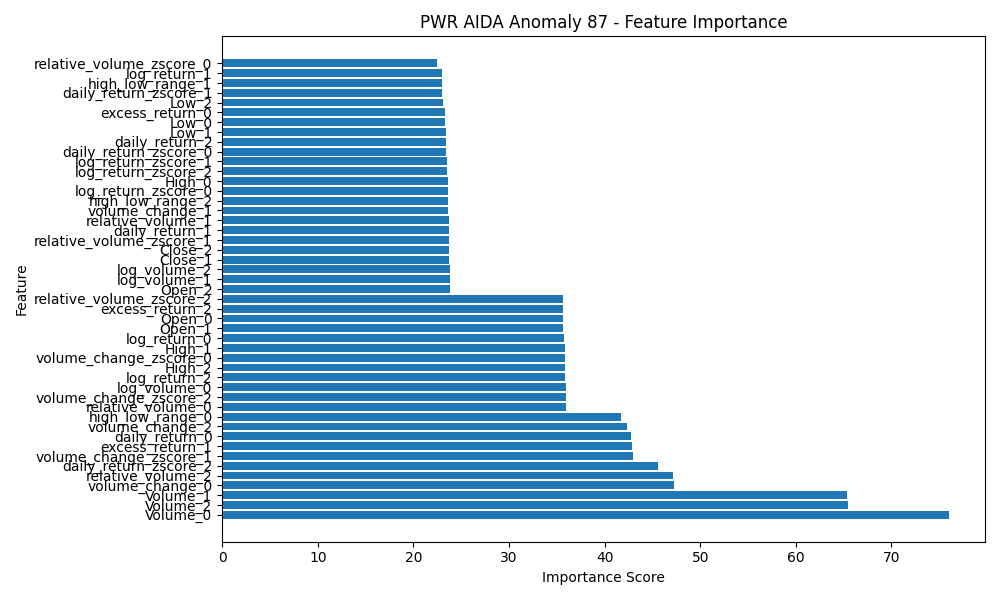 PWR AIDA Anomaly 87 - Feature Importance
relative_volume_zscore_0
log_return_1
high_low_range_1
daily_return_zscore_1
Low_2
excess_return_0
Low_0
Low_1
daily_return_2
daily_return_zscore_0
log_return_zscore_1
log_return_zscore_2
High_0
log_return_zscore_0
high_low_range_2
volume_change_1
relative_volume_1
daily_return_1
relative_volume_zscore_1
Close_2
Close_1
log_volume_2
log_volume_1
Open_2
relative_volume_zscore_2
excess_return_2
Open_0
Open_1
log_return_0
High_1
volume_change_zscore_0
High_2
log_return_2
log_volume_0
volume_change_zscore_2
relative_volume_0
high_low_range_0
volume_change_2
daily_return_0
excess_return_1
volume_change_zscore_1
daily_return_zscore_2
relative_volume_2
volume_change_0
Volume_1
Volume_2
Volume_0
Feature
0 10 20 30 40 50 60 70
Importance Score